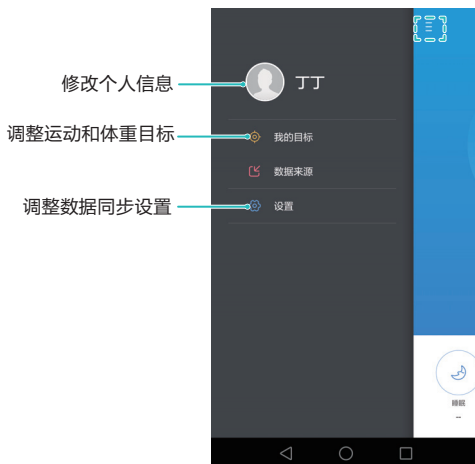 修改个人信息
丁丁
调整运动和体重目标
我的目标
数据来源
调整数据同步设置
设置
睡眠
--